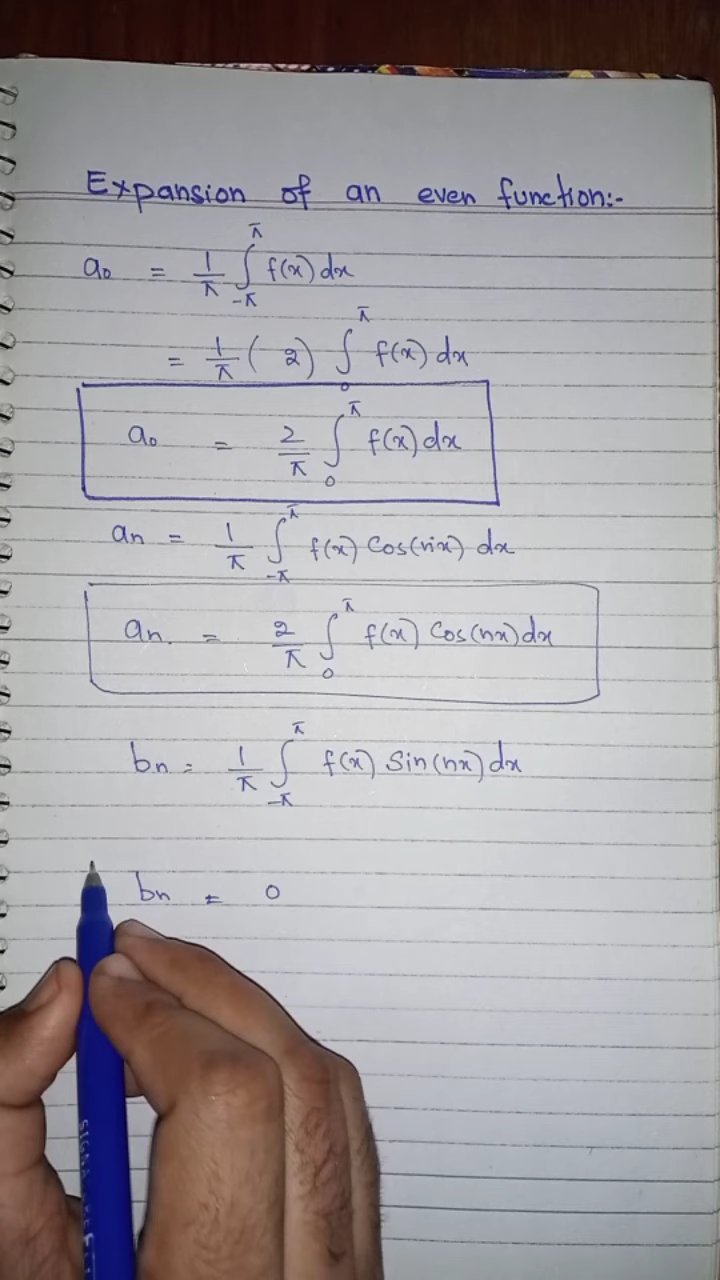 Expansion of an even function:-
a₀ = 1/π ∫_{-π}^{π} f(x) dx
= 1/π ( 2) ∫_{0}^{π} f(x) dx
a₀ = 2/π ∫_{0}^{π} f(x) dx
an = 1/π ∫_{-π}^{π} f(x) Cos(nx) dx
an. = 2/π ∫_{0}^{π} f(x) Cos(nx) dx
bn = 1/π ∫_{-π}^{π} f(x) Sin(nx) dx
bn = 0